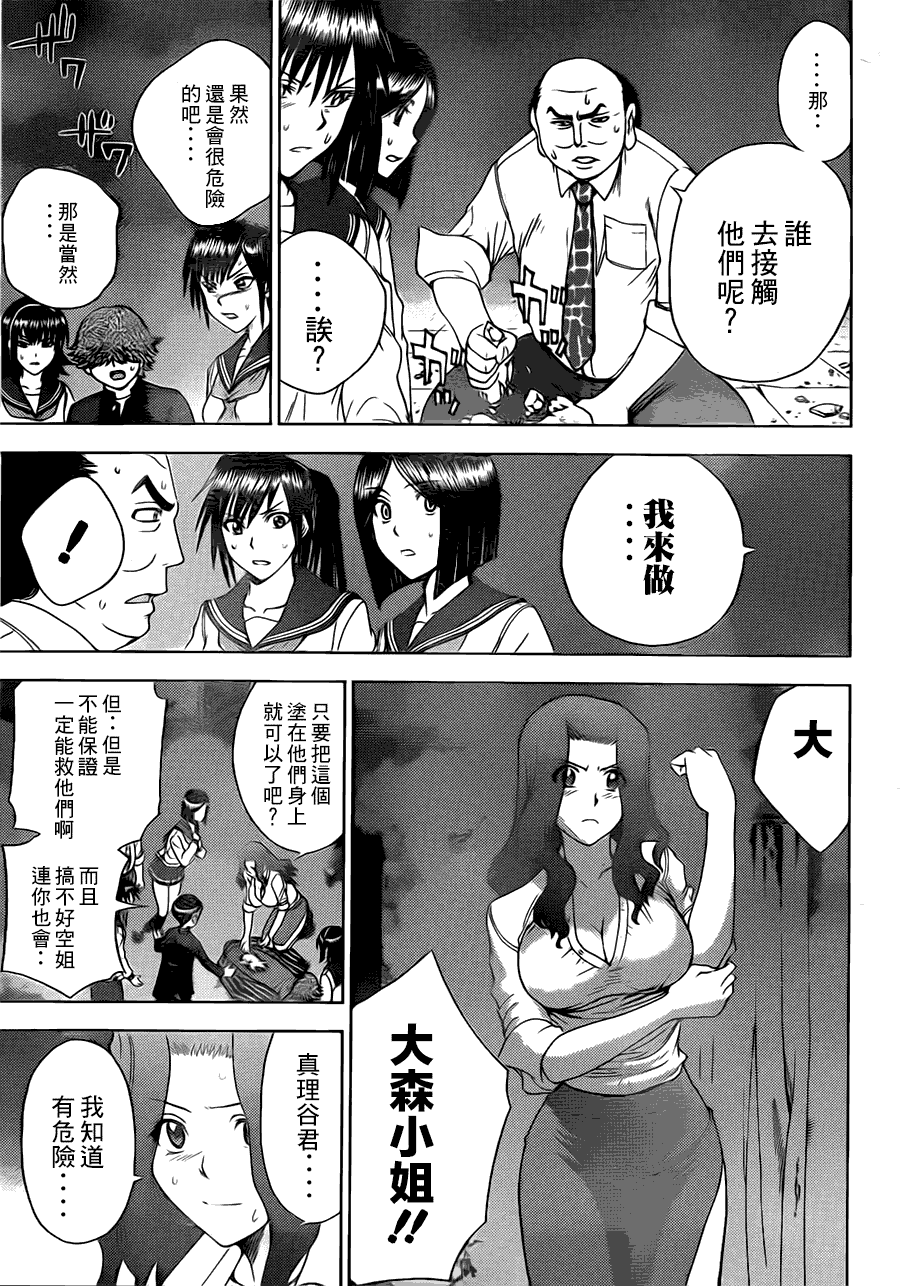 ‥‥那‥
誰
去接觸
他們呢？
ガッ
ガッ
‥‥誒？
果然
還是會很危險
的吧‥‥
ザワ
ザワ
那是當然
‥‥
我來做
‥‥
！
大
大森小姐!!
只要把這個
塗在他們身上
就可以了吧？
但‥但是
不能保證
一定能救他們啊
而且
搞不好空姐
連你也會‥
真理谷君‥‥
我知道
有危險‥‥